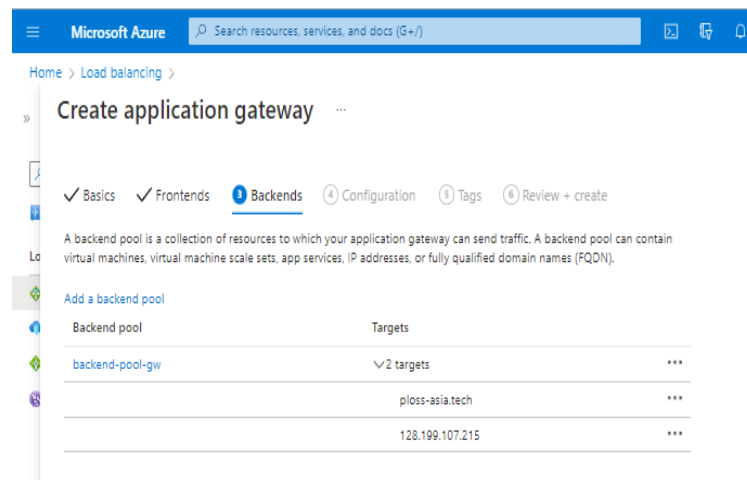 Microsoft Azure
Search resources, services, and docs (G+/)
Home > Load balancing >
Create application gateway ...
»
Basics Frontends 3 Backends 4 Configuration 5 Tags 6 Review + create
A backend pool is a collection of resources to which your application gateway can send traffic. A backend pool can contain
virtual machines, virtual machine scale sets, app services, IP addresses, or fully qualified domain names (FQDN).
Lo
Add a backend pool
Backend pool Targets
backend-pool-gw 2 targets ...
ploss-asia.tech ...
128.199.107.215 ...